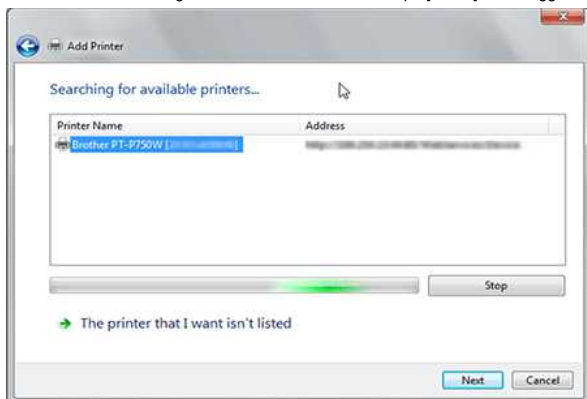 Add Printer
Searching for available printers...
Printer Name Address
Brother PT-P750W [ ]
Stop
The printer that I want isn't listed
Next Cancel